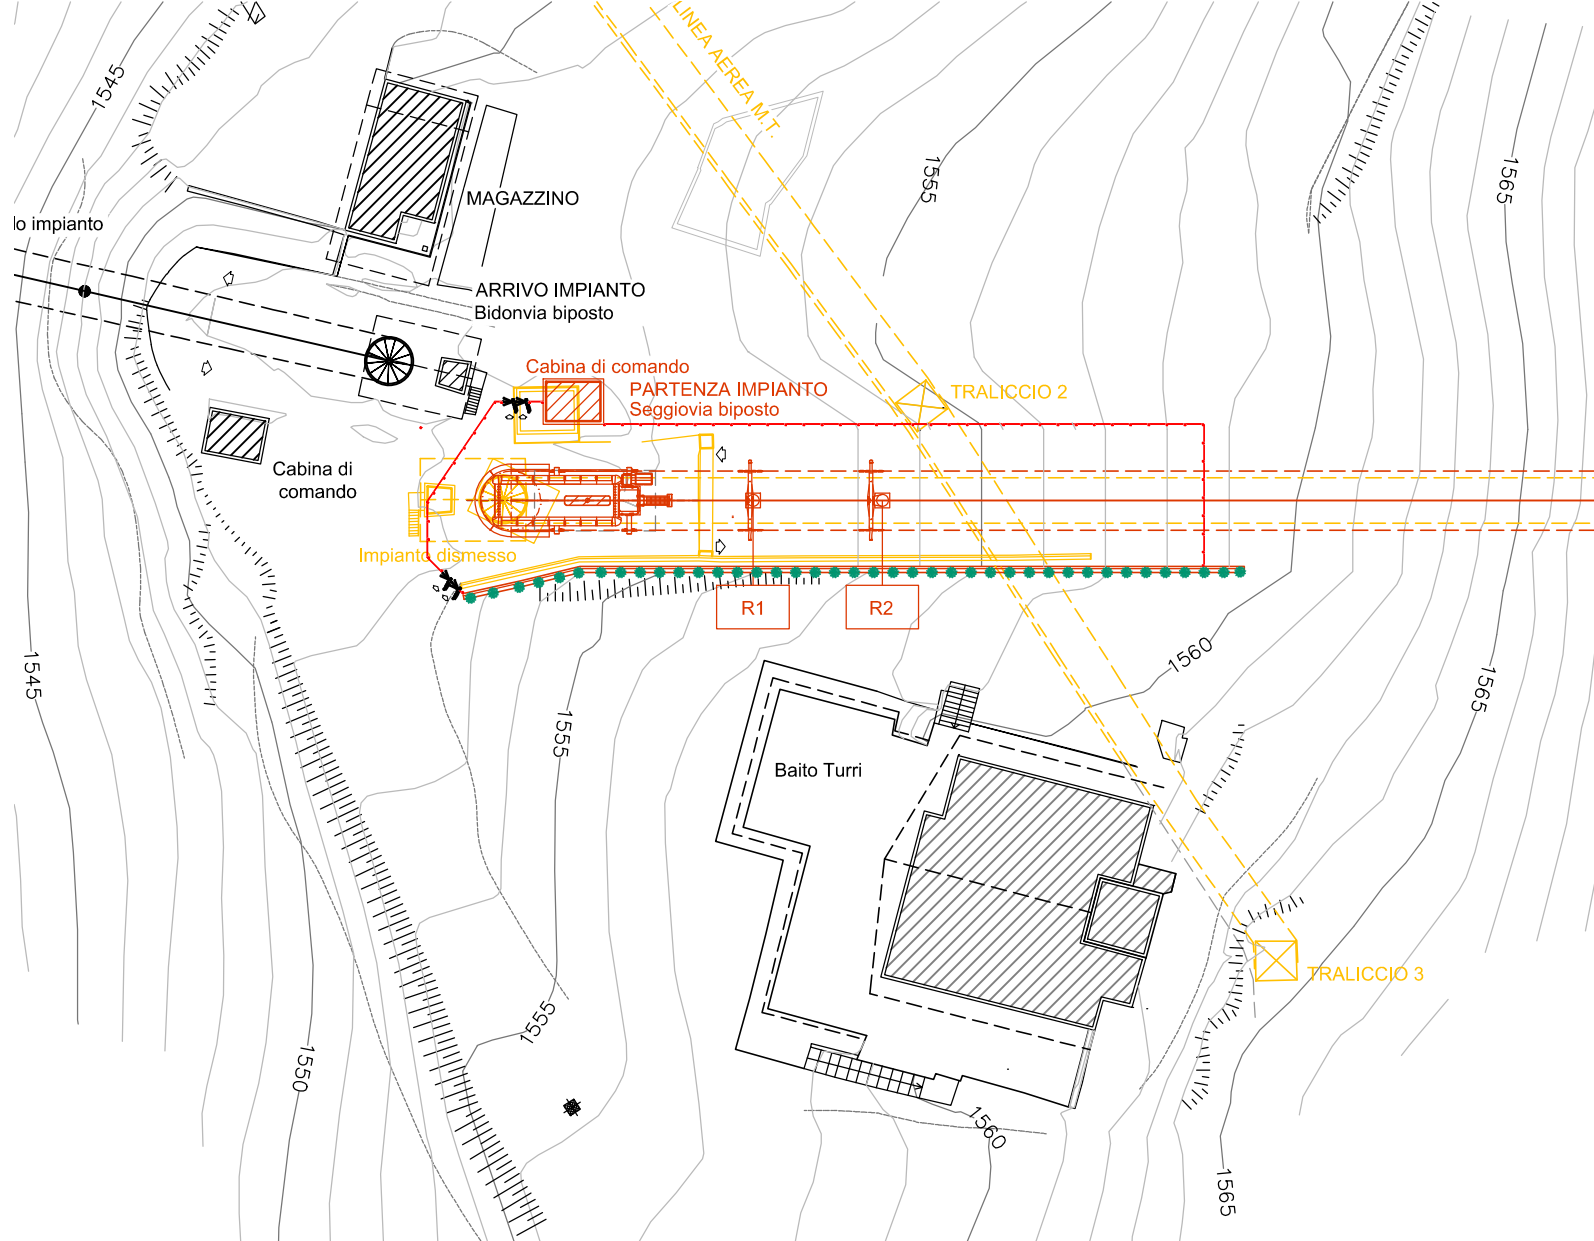 LINEA AEREA M.T.
1545
1555
1565
MAGAZZINO
lo impianto
ARRIVO IMPIANTO
Bidonvia biposto
Cabina di comando
PARTENZA IMPIANTO
Seggiovia biposto
TRALICCIO 2
Cabina di
comando
Impianto dismesso
R1
R2
1545
1555
1560
1565
Baito Turri
TRALICCIO 3
1555
1550
1560
1565